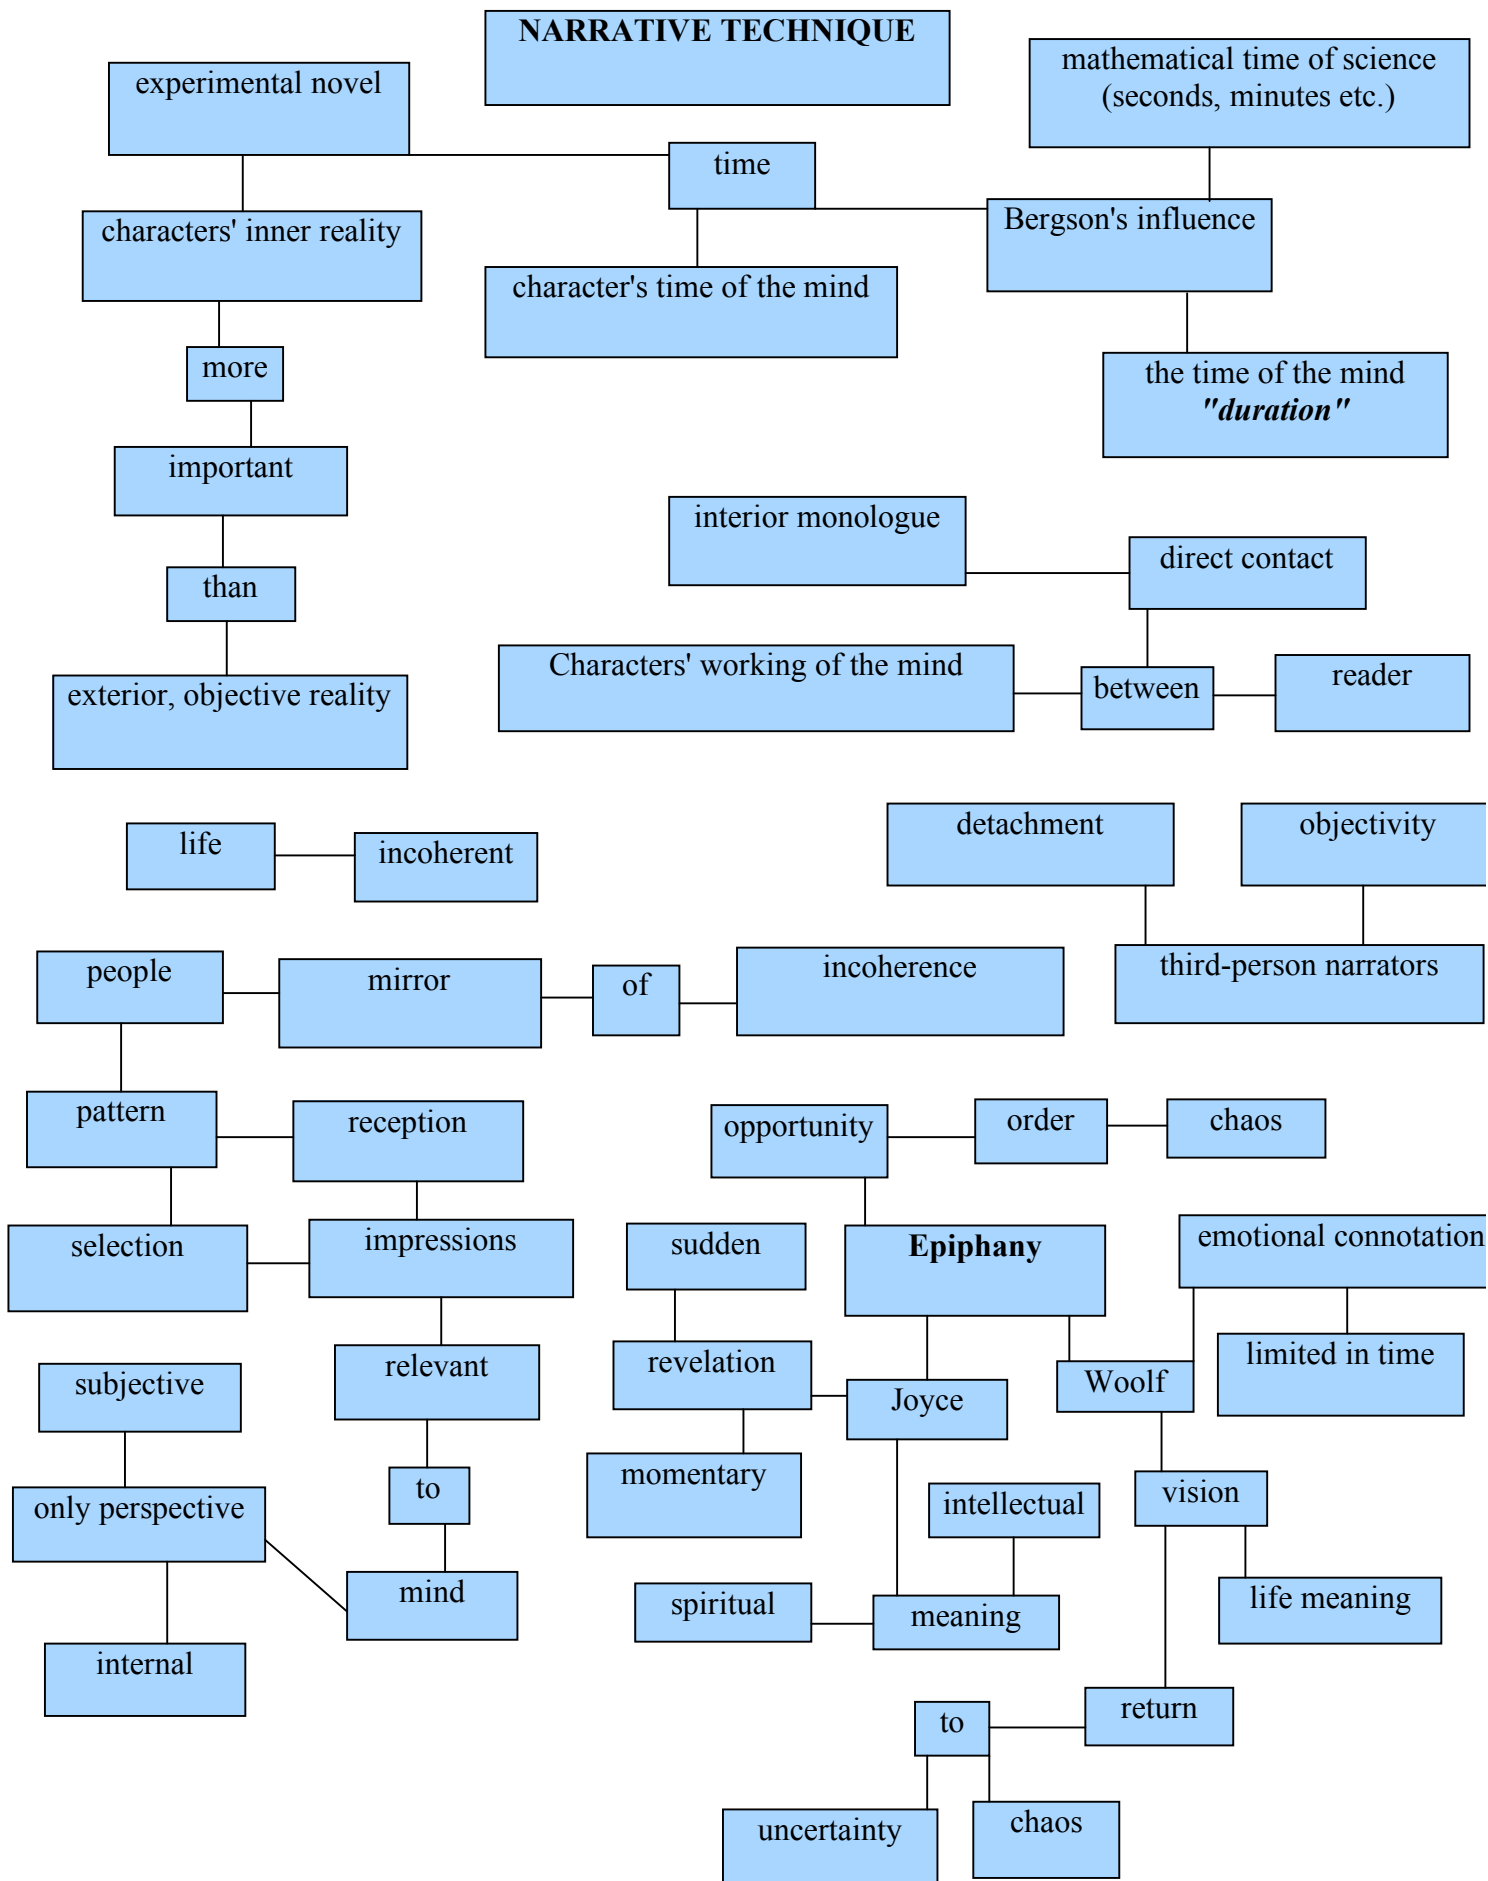 NARRATIVE TECHNIQUE
experimental novel
mathematical time of science
(seconds, minutes etc.)
time
characters' inner reality
Bergson's influence
character's time of the mind
more
the time of the mind
"duration"
important
interior monologue
direct contact
than
Characters' working of the mind
between
reader
exterior, objective reality
detachment
objectivity
life
incoherent
people
mirror
of
incoherence
third-person narrators
pattern
reception
opportunity
order
chaos
selection
impressions
sudden
Epiphany
emotional connotation
subjective
relevant
revelation
Joyce
Woolf
limited in time
only perspective
to
momentary
intellectual
vision
mind
spiritual
meaning
life meaning
internal
to
return
uncertainty
chaos